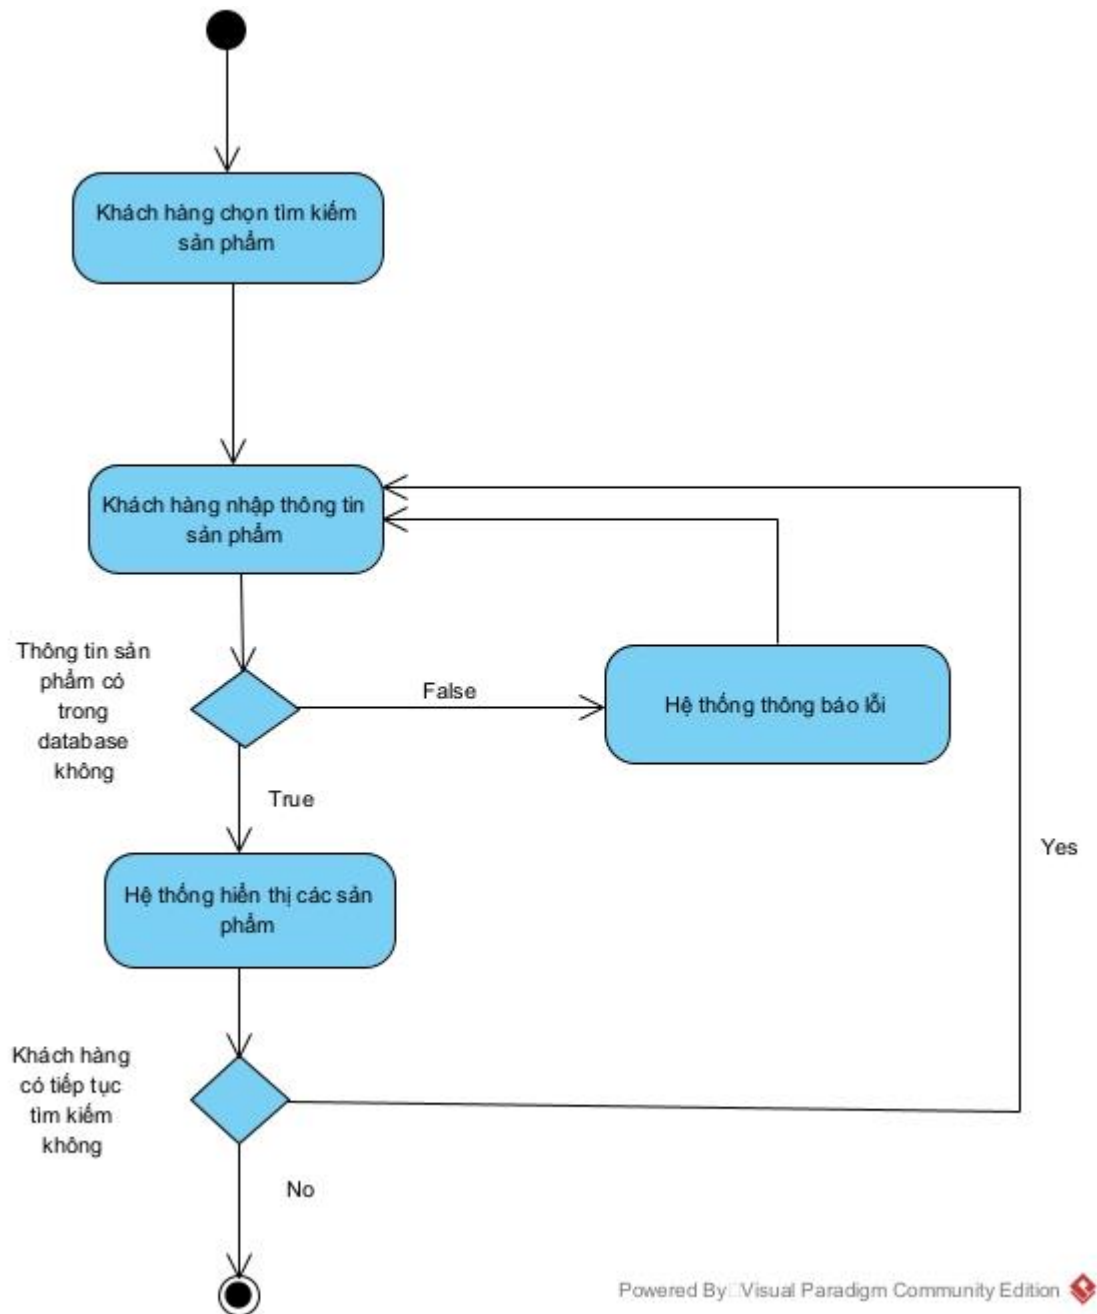 Khách hàng chọn tìm kiếm
sản phẩm
Khách hàng nhập thông tin
sản phẩm
Thông tin sản
phẩm có
trong
database
không
False
Hệ thống thông báo lỗi
True
Yes
Hệ thống hiển thị các sản
phẩm
Khách hàng
có tiếp tục
tìm kiếm
không
No
Powered By Visual Paradigm Community Edition